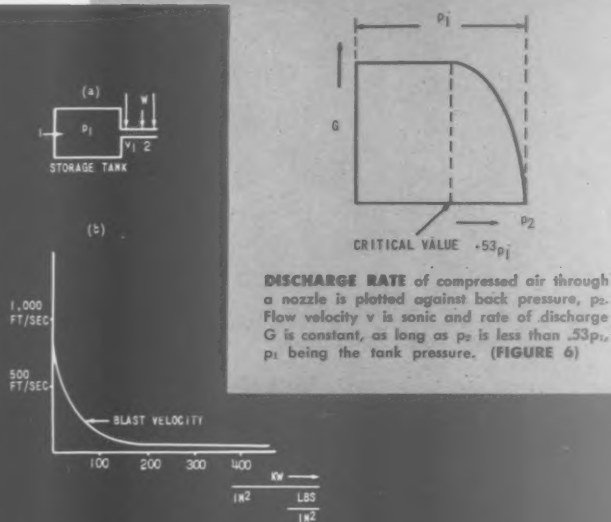 (a)
W
1
p₁
v₁ 2
STORAGE TANK
(b)
1,000
FT/SEC
500
FT/SEC
BLAST VELOCITY
100 200 300 400
KW
IN²
LBS
IN²
p₁
G
p₂
CRITICAL VALUE .53p₁
DISCHARGE RATE of compressed air through
a nozzle is plotted against back pressure, p₂.
Flow velocity v is sonic and rate of discharge
G is constant, as long as p₂ is less than .53p₁,
p₁ being the tank pressure. (FIGURE 6)